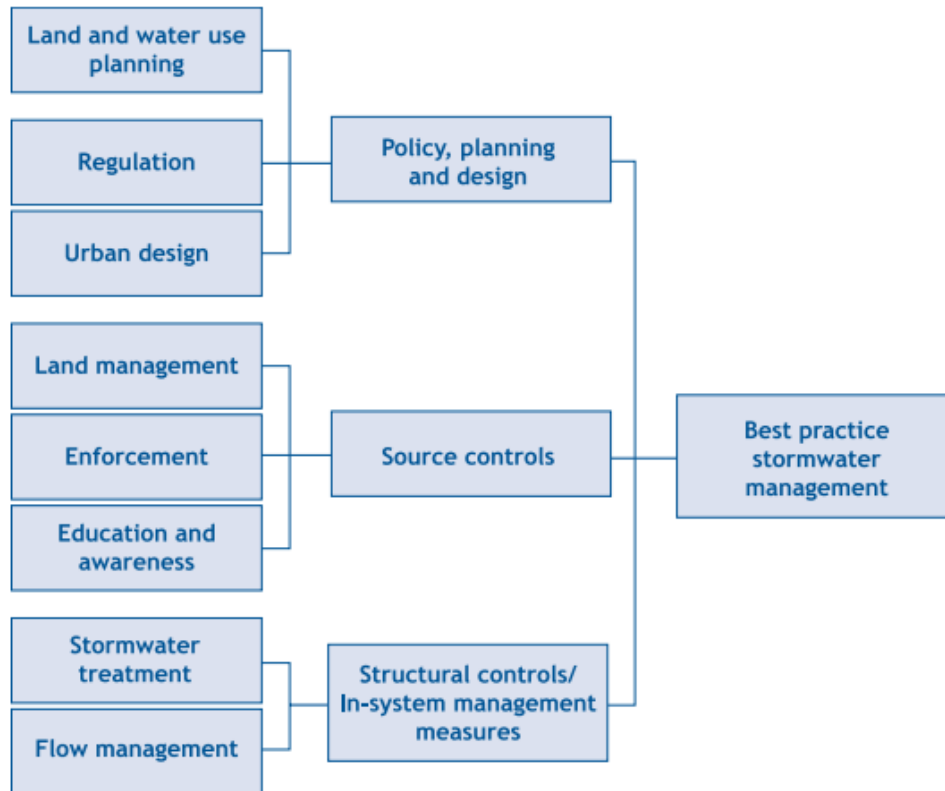 Land and water use
planning
Regulation
Urban design
Policy, planning
and design
Land management
Enforcement
Education and
awareness
Source controls
Stormwater
treatment
Flow management
Structural controls/
In-system management
measures
Best practice
stormwater
management